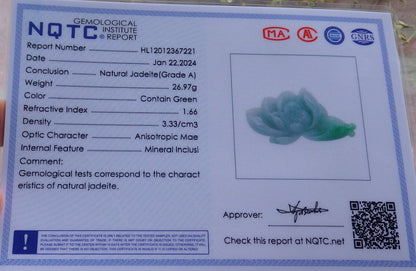 NQTC GEMOLOGICAL
INSTITUTE
® REPORT
MA
GNRS
Report Number HL12012367221
Date Jan 22,2024
Conclusion Natural Jadeite(Grade A)
Weight 26.97g
Color Contain Green
Refractive Index 1.66
Density 3.33/cm3
Optic Character Anisotropic Mae
Internal Feature Mineral Inclusi
Comment:
Gemological tests correspond to the charact
eristics of natural jadeite.
Approver:
Check this report at NQTC.net